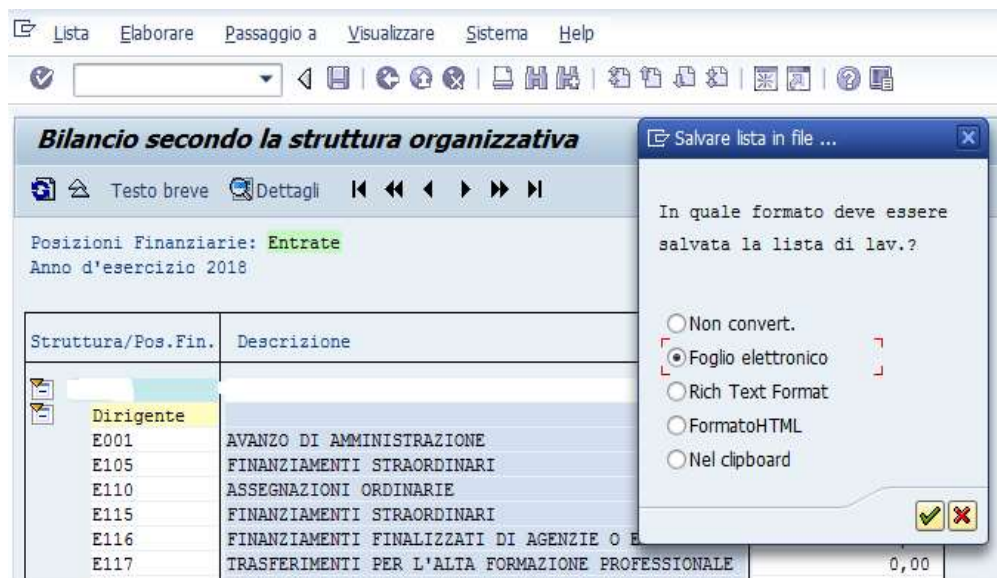 Lista Elaborare Passaggio a Visualizzare Sistema Help
Bilancio secondo la struttura organizzativa
Testo breve Dettagli
Posizioni Finanziarie: Entrate
Anno d'esercizio 2018
Struttura/Pos.Fin. Descrizione
Dirigente
E001 AVANZO DI AMMINISTRAZIONE
E105 FINANZIAMENTI STRAORDINARI
E110 ASSEGNAZIONI ORDINARIE
E115 FINANZIAMENTI STRAORDINARI
E116 FINANZIAMENTI FINALIZZATI DI AGENZIE O
E117 TRASFERIMENTI PER L'ALTA FORMAZIONE PROFESSIONALE 0,00
Salvare lista in file ...
In quale formato deve essere
salvata la lista di lav.?
Non convert.
Foglio elettronico
Rich Text Format
FormatoHTML
Nel clipboard